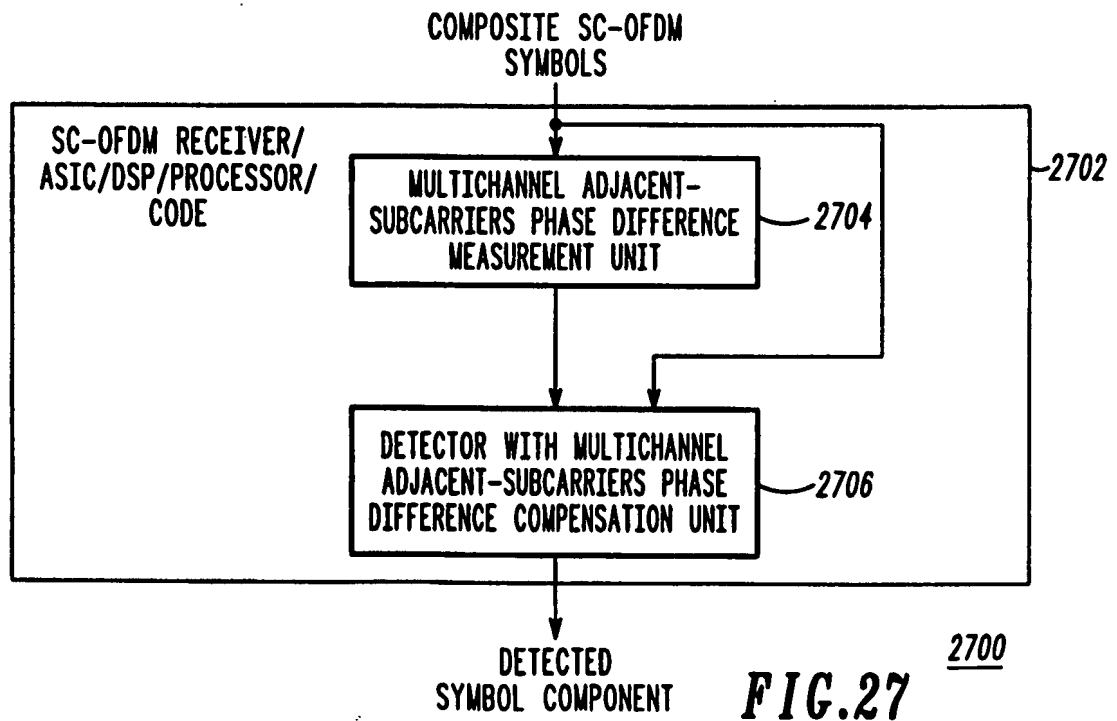 COMPOSITE SC-OFDM
SYMBOLS
SC-OFDM RECEIVER/
ASIC/DSP/PROCESSOR/
CODE
2702
MULTICHANNEL ADJACENT-
SUBCARRIERS PHASE DIFFERENCE
MEASUREMENT UNIT
2704
DETECTOR WITH MULTICHANNEL
ADJACENT-SUBCARRIERS PHASE
DIFFERENCE COMPENSATION UNIT
2706
DETECTED
SYMBOL COMPONENT
2700
FIG.27